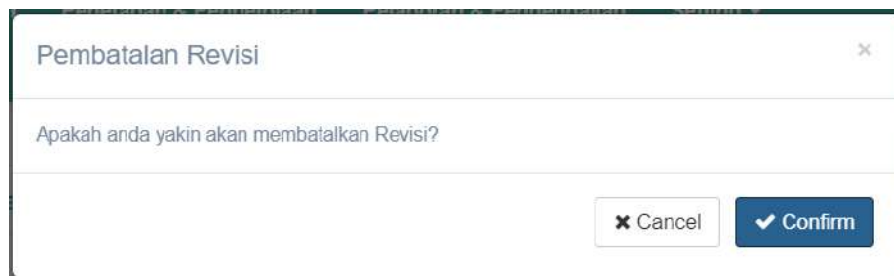 Pembatalan Revisi
×
Apakah anda yakin akan membatalkan Revisi?
✖ Cancel
✔ Confirm